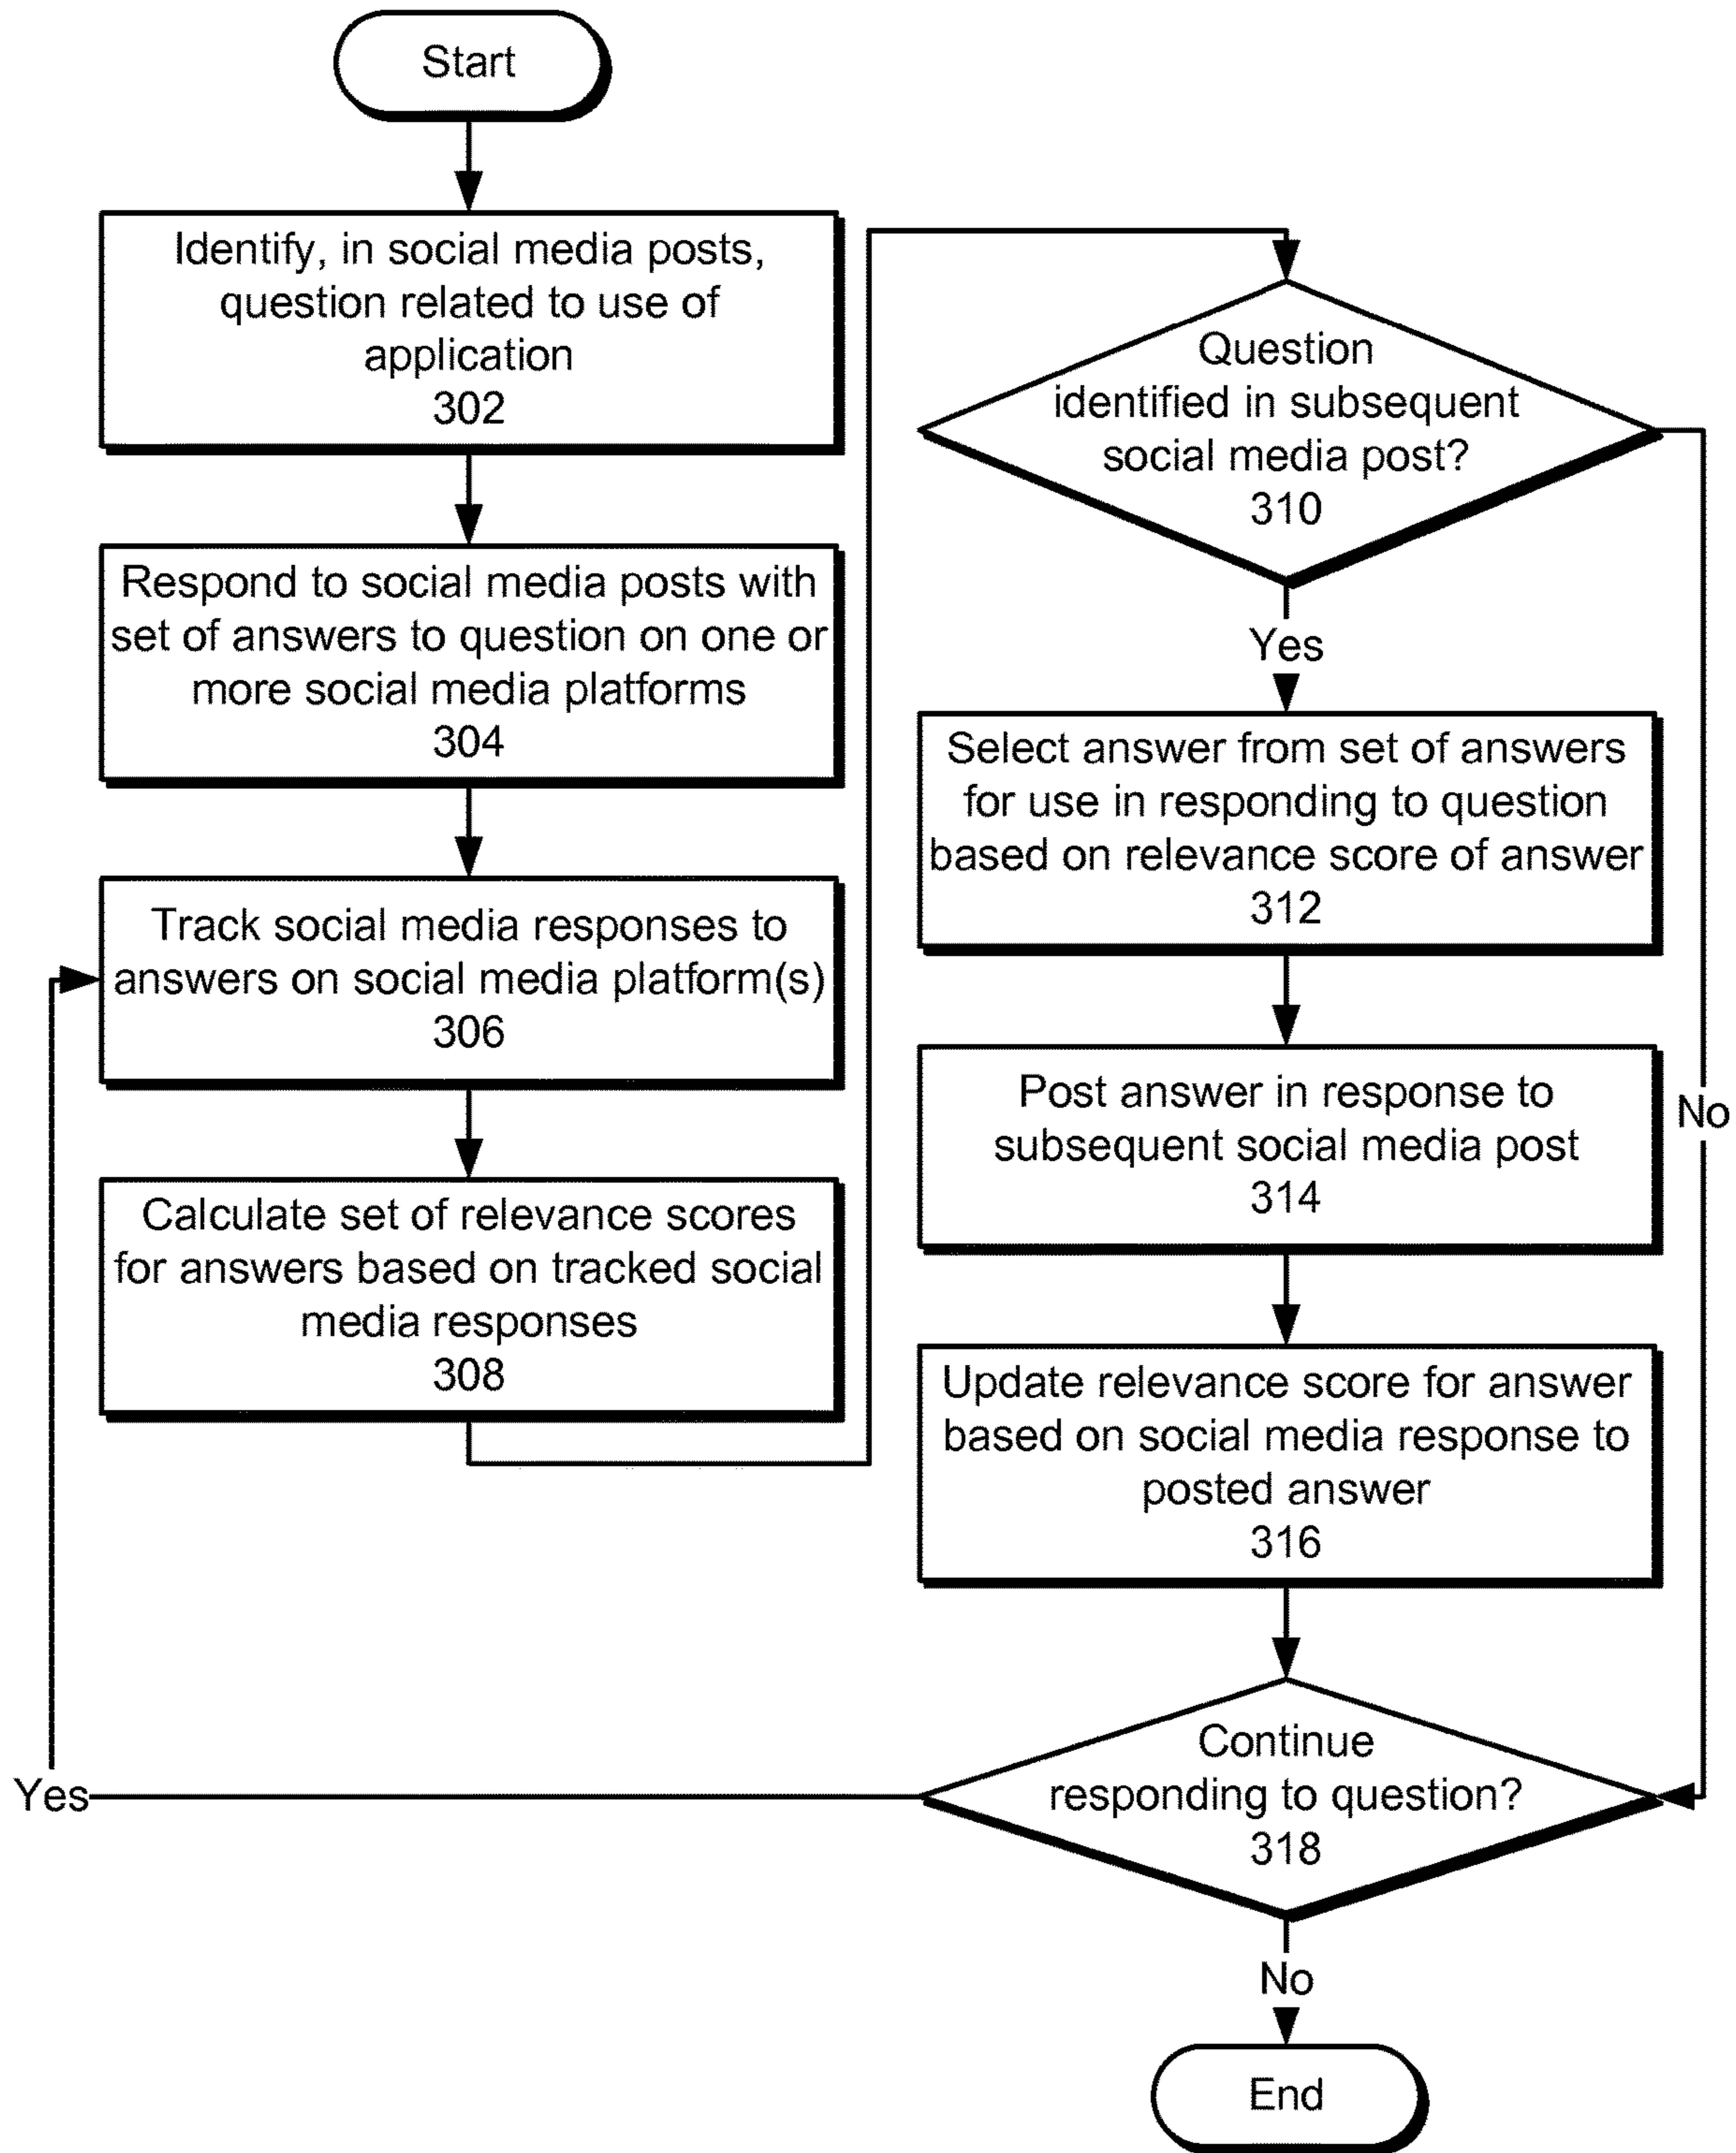 Start
Identify, in social media posts,
question related to use of
application
302
Respond to social media posts with
set of answers to question on one or
more social media platforms
304
Track social media responses to
answers on social media platform(s)
306
Calculate set of relevance scores
for answers based on tracked social
media responses
308
Question
identified in subsequent
social media post?
310
Yes
Select answer from set of answers
for use in responding to question
based on relevance score of answer
312
Post answer in response to
subsequent social media post
314
No
Update relevance score for answer
based on social media response to
posted answer
316
Continue
responding to question?
318
Yes
No
End